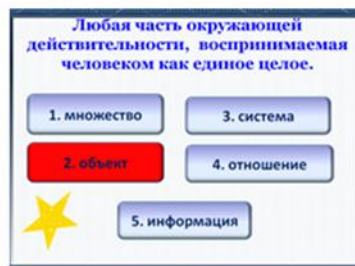 Любая часть окружающей
действительности, воспринимаемая
человеком как единое целое.
1. множество
3. система
2. объект
4. отношение
5. информация